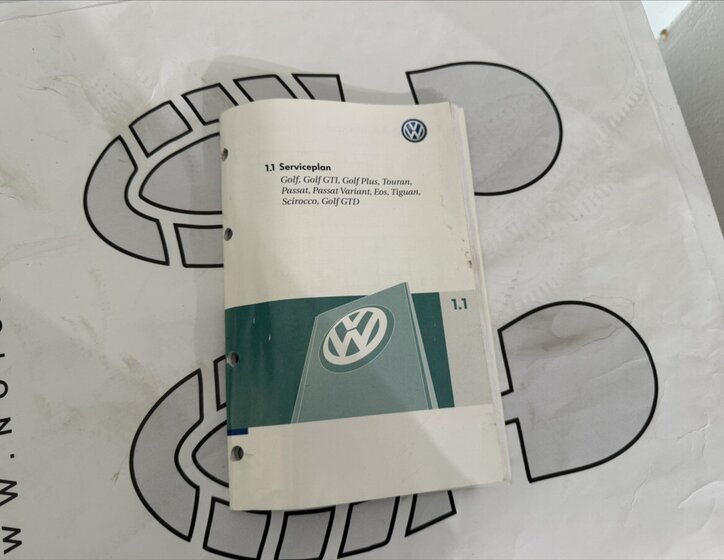 1.1 Serviceplan
Golf, Golf GTI, Golf Plus, Touran,
Passat, Passat Variant, Eos, Tiguan,
Scirocco, Golf GTD
1.1